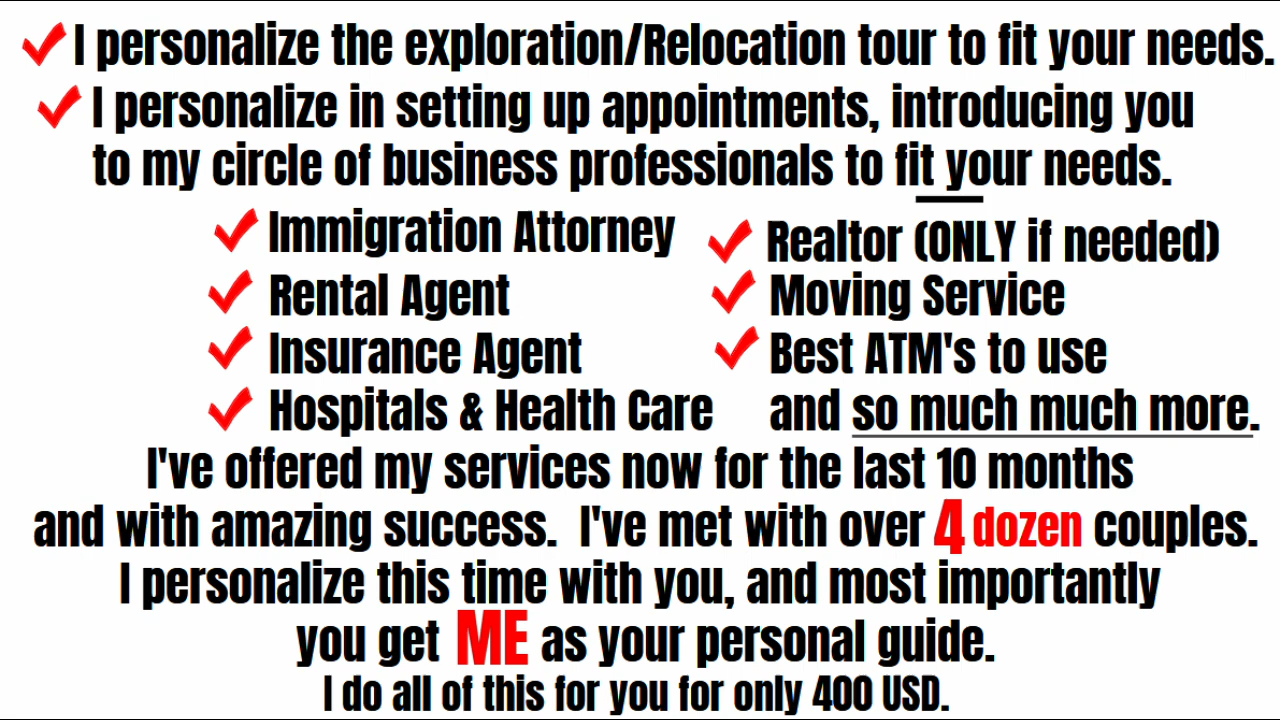 I personalize the exploration/Relocation tour to fit your needs.
I personalize in setting up appointments, introducing you
to my circle of business professionals to fit your needs.
Immigration Attorney
Realtor (ONLY if needed)
Rental Agent
Moving Service
Insurance Agent
Best ATM's to use
Hospitals & Health Care
and so much much more.
I've offered my services now for the last 10 months
and with amazing success. I've met with over 4 dozen couples.
I personalize this time with you, and most importantly
you get ME as your personal guide.
I do all of this for you for only 400 USD.